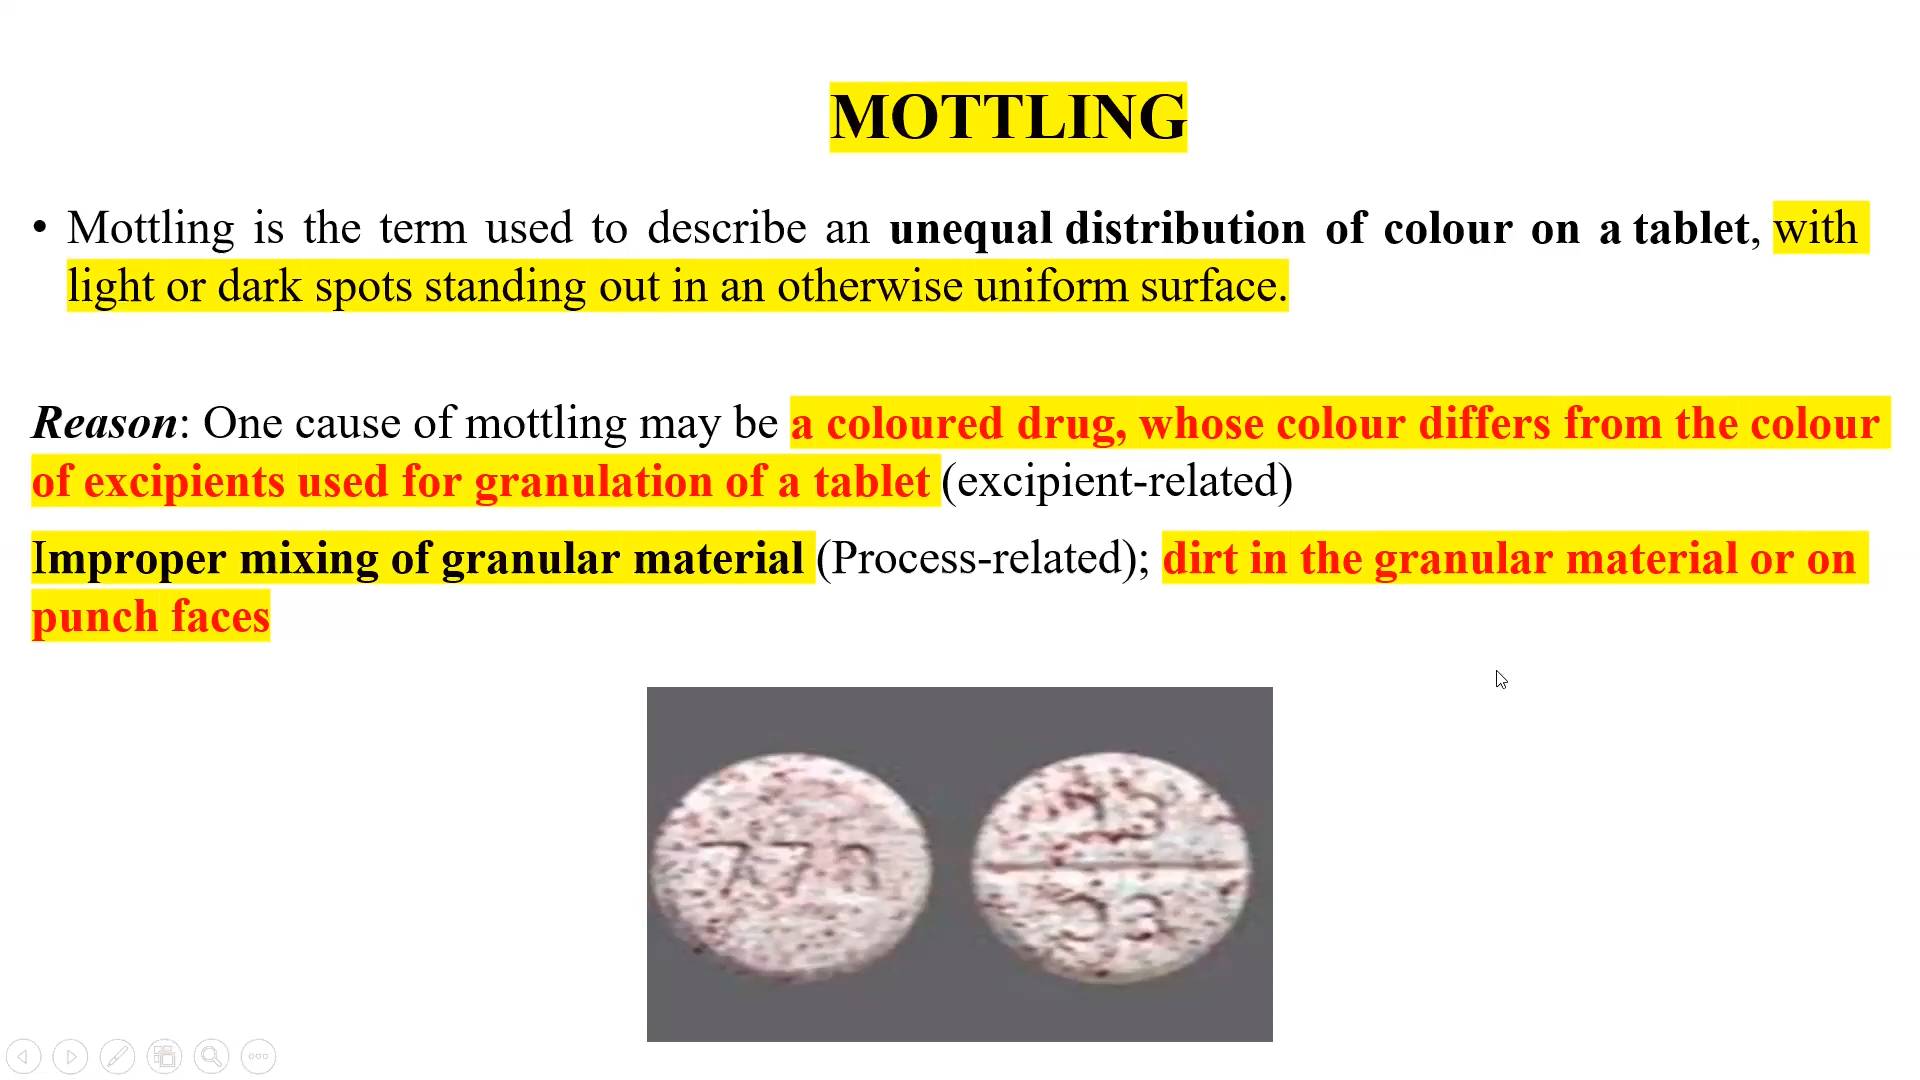 MOTTLING
• Mottling is the term used to describe an unequal distribution of colour on a tablet, with
light or dark spots standing out in an otherwise uniform surface.
Reason: One cause of mottling may be a coloured drug, whose colour differs from the colour
of excipients used for granulation of a tablet (excipient-related)
Improper mixing of granular material (Process-related); dirt in the granular material or on
punch faces